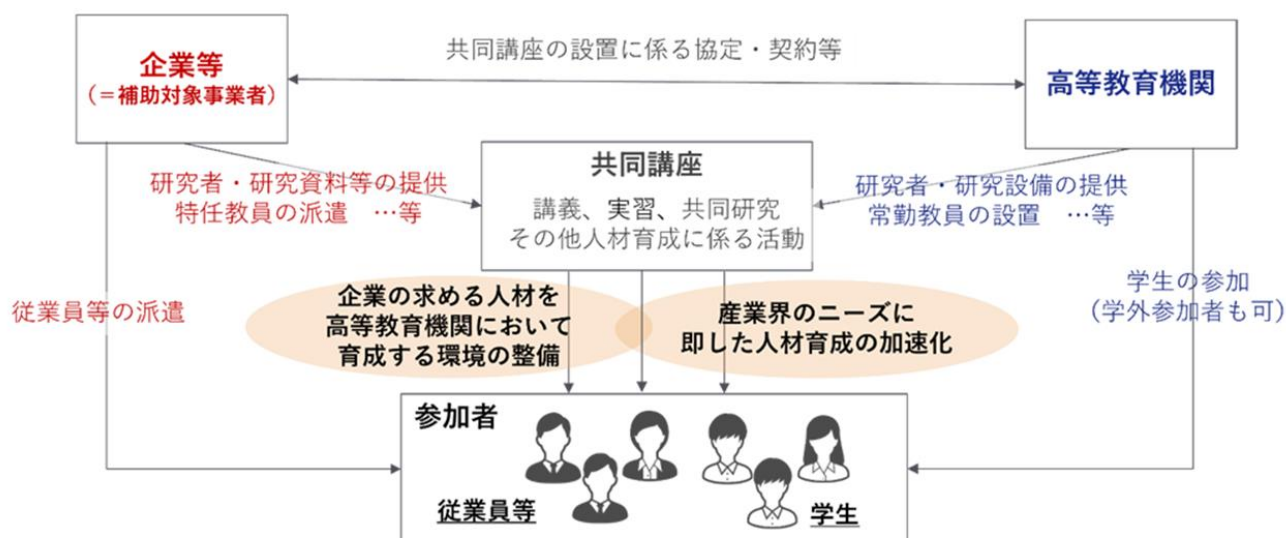 共同講座の設置に係る協定・契約等
企業等
（＝補助対象事業者）
高等教育機関
共同講座
講義、実習、共同研究
その他人材育成に係る活動
研究者・研究資料等の提供
特任教員の派遣　…等
研究者・研究設備の提供
常勤教員の設置　…等
従業員等の派遣
学生の参加
（学外参加者も可）
企業の求める人材を
高等教育機関において
育成する環境の整備
産業界のニーズに
即した人材育成の加速化
参加者
従業員等
学生